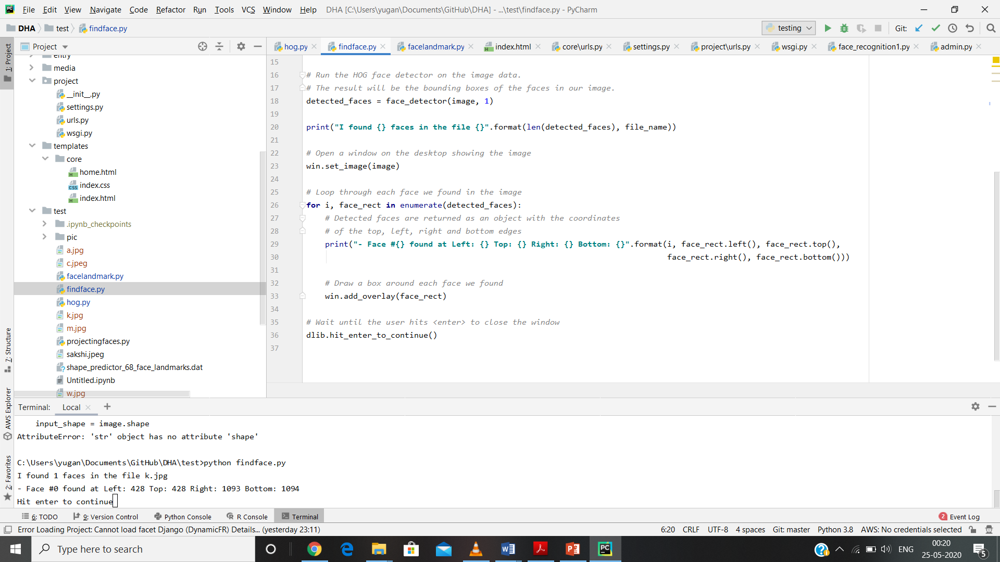 File Edit View Navigate Code Refactor Run Tools VCS Window Help DHA [C:\Users\yugan\Documents\GitHub\DHA] - ...\test\findface.py - PyCharm
DHA test findface.py testing Git:
Project
hog.py findface.py facelandmark.py index.html core\urls.py settings.py project\urls.py wsgi.py face_recognition1.py admin.py
1: Project
7: Structure
AWS Explorer
2: Favorites
entry
media
project
__init__.py
settings.py
urls.py
wsgi.py
templates
core
home.html
index.css
index.html
test
.ipynb_checkpoints
pic
a.jpg
c.jpeg
facelandmark.py
findface.py
hog.py
k.jpg
m.jpg
projectingfaces.py
sakshi.jpeg
shape_predictor_68_face_landmarks.dat
Untitled.ipynb
w.jpg
15
16 # Run the HOG face detector on the image data.
17 # The result will be the bounding boxes of the faces in our image.
18 detected_faces = face_detector(image, 1)
19
20 print("I found {} faces in the file {}".format(len(detected_faces), file_name))
21
22 # Open a window on the desktop showing the image
23 win.set_image(image)
24
25 # Loop through each face we found in the image
26 for i, face_rect in enumerate(detected_faces):
27 # Detected faces are returned as an object with the coordinates
28 # of the top, left, right and bottom edges
29 print("- Face #{} found at Left: {} Top: {} Right: {} Bottom: {}".format(i, face_rect.left(), face_rect.top(),
30 face_rect.right(), face_rect.bottom()))
31
32 # Draw a box around each face we found
33 win.add_overlay(face_rect)
34
35 # Wait until the user hits <enter> to close the window
36 dlib.hit_enter_to_continue()
37
Terminal: Local
input_shape = image.shape
AttributeError: 'str' object has no attribute 'shape'
C:\Users\yugan\Documents\GitHub\DHA\test>python findface.py
I found 1 faces in the file k.jpg
- Face #0 found at Left: 428 Top: 428 Right: 1093 Bottom: 1094
Hit enter to continue
6: TODO 9: Version Control Python Console R Console Terminal 2 Event Log
Error Loading Project: Cannot load facet Django (DynamicFR) Details... (yesterday 23:11) 6:20 CRLF UTF-8 4 spaces Git: master Python 3.8 AWS: No credentials selected
Type here to search ENG 00:20
25-05-2020 5